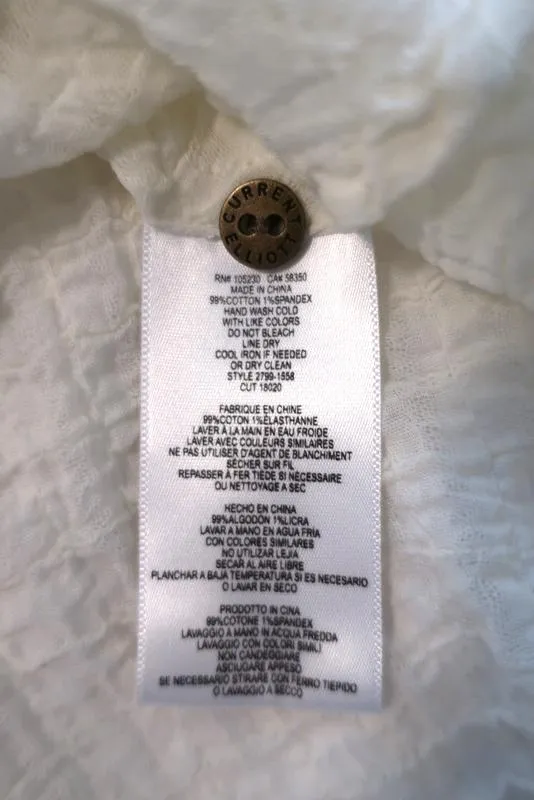 CURRENT
ELLIOTT
RN# 105230 CA# 58350
MADE IN CHINA
99%COTTON 1%SPANDEX
HAND WASH COLD
WITH LIKE COLORS
DO NOT BLEACH
LINE DRY
COOL IRON IF NEEDED
OR DRY CLEAN
STYLE 2799-1558
CUT 18020
FABRIQUE EN CHINE
99%COTON 1%ÉLASTHANNE
LAVER À LA MAIN EN EAU FROIDE
LAVER AVEC COULEURS SIMILAIRES
NE PAS UTILISER D'AGENT DE BLANCHIMENT
SÉCHER SUR FIL
REPASSER À FER TIÈDE SI NÉCESSAIRE
OU NETTOYAGE A SEC
HECHO EN CHINA
99%ALGODÓN 1%LICRA
LAVAR A MANO EN AGUA FRIA
CON COLORES SIMILARES
NO UTILIZAR LEJIA
SECAR AL AIRE LIBRE
PLANCHAR A BAJA TEMPERATURA SI ES NECESARIO
O LAVAR EN SECO
PRODOTTO IN CINA
99%COTONE 1%SPANDEX
LAVAGGIO A MANO IN ACQUA FREDDA
LAVAGGIO CON COLORI SIMILI
NON CANDEGGIARE
ASCIUGARE APPESO
SE NECESSARIO STIRARE CON FERRO TIEPIDO
O LAVAGGIO A SECCO